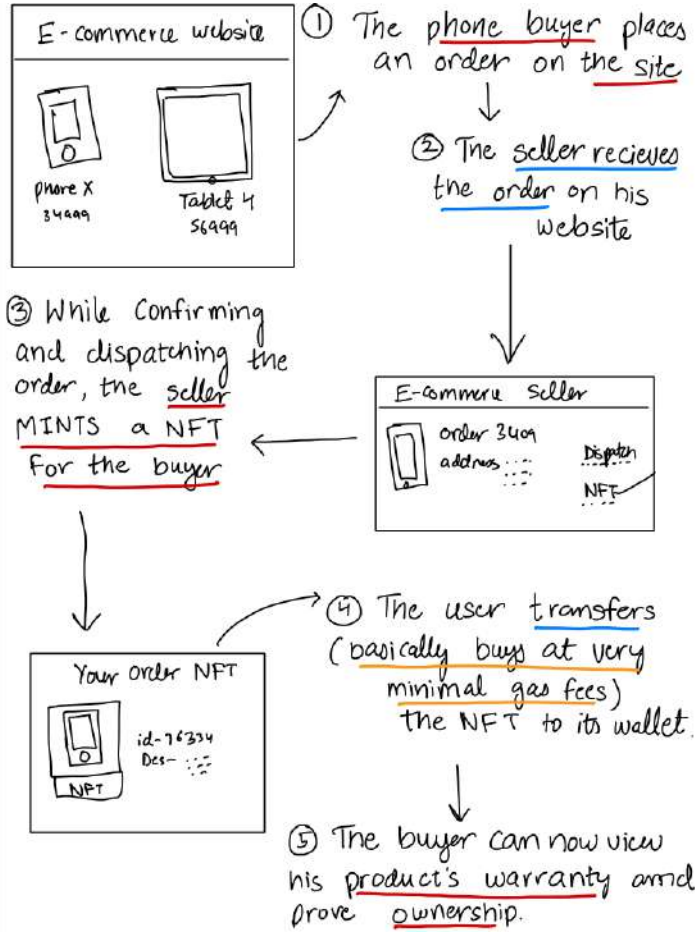 E-commerce website
Phone X
34999
Tablet 4
56999
① The phone buyer places
an order on the site
② The seller recieves
the order on his
website
③ While Confirming
and dispatching the
order, the seller
MINTS a NFT
for the buyer
E-commerce Seller
order 3409
address
Dispatch
NFT
Your order NFT
id-76334
Des-
NFT
④ The user transfers
(basically buys at very
minimal gas fees)
the NFT to its wallet.
⑤ The buyer can now view
his product's warranty and
prove ownership.